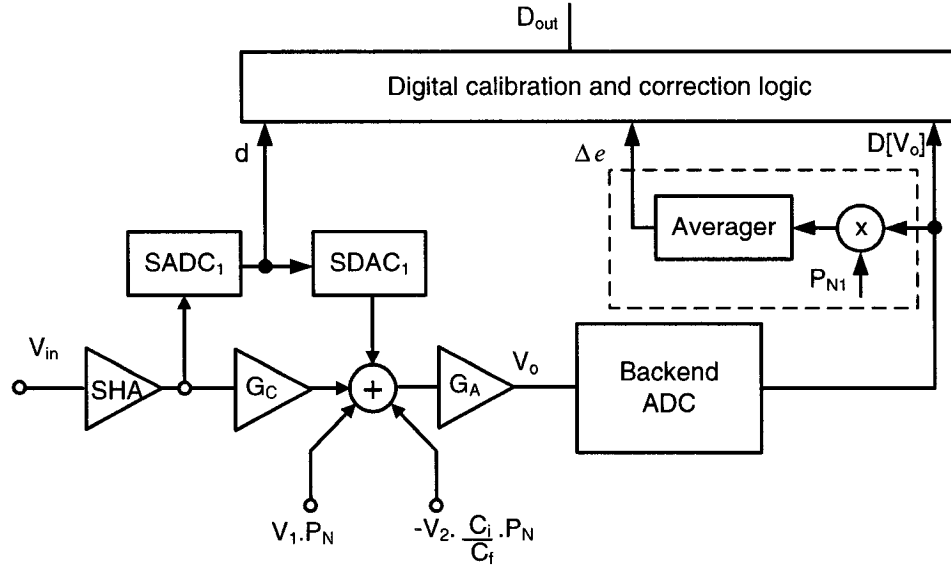 D_out
Digital calibration and correction logic
d
Δe
D[V_o]
Averager
x
P_N1
SADC_1
SDAC_1
V_in
SHA
G_C
+
G_A
V_o
Backend
ADC
V_1.P_N
-V_2. C_i/C_f .P_N